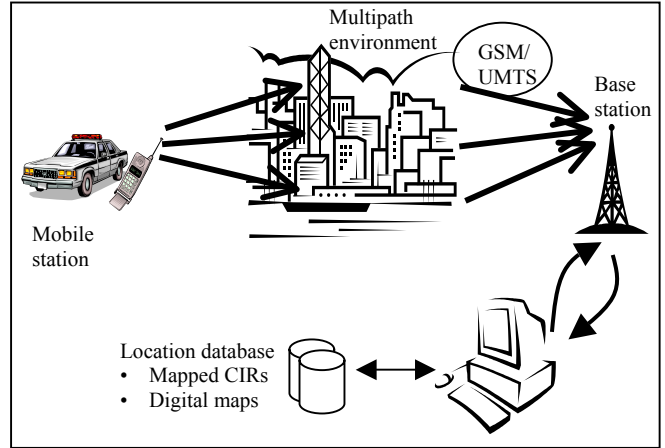 Multipath
environment
GSM/
UMTS
Base
station
Mobile
station
Location database
• Mapped CIRs
• Digital maps